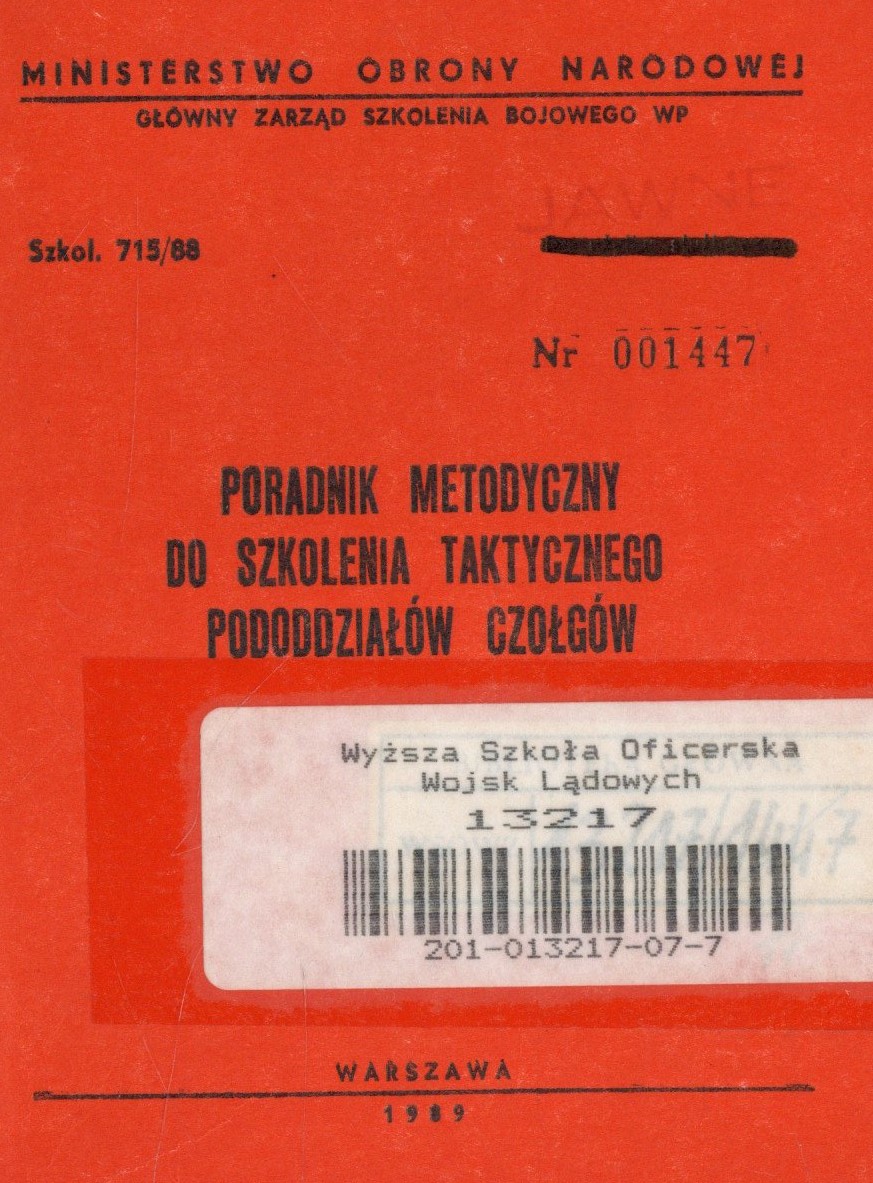 MINISTERSTWO OBRONY NARODOWEJ
GŁÓWNY ZARZĄD SZKOLENIA BOJOWEGO WP
JAWNE
Szkol. 715/88
Nr 001447
PORADNIK METODYCZNY
DO SZKOLENIA TAKTYCZNEGO
PODODDZIAŁÓW CZOŁGÓW
Wyższa Szkoła Oficerska
Wojsk Lądowych
13217
201-013217-07-7
WARSZAWA
1989